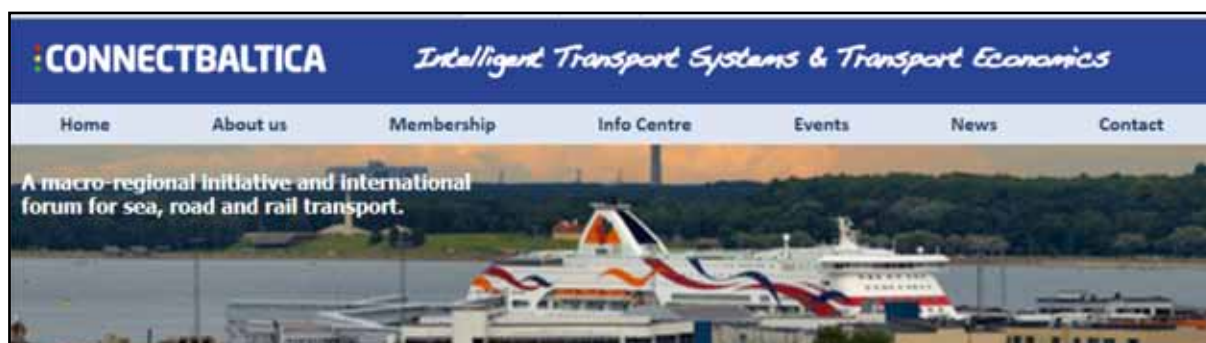 CONNECTBALTICA
Intelligent Transport Systems & Transport Economics
Home About us Membership Info Centre Events News Contact
A macro-regional initiative and international
forum for sea, road and rail transport.